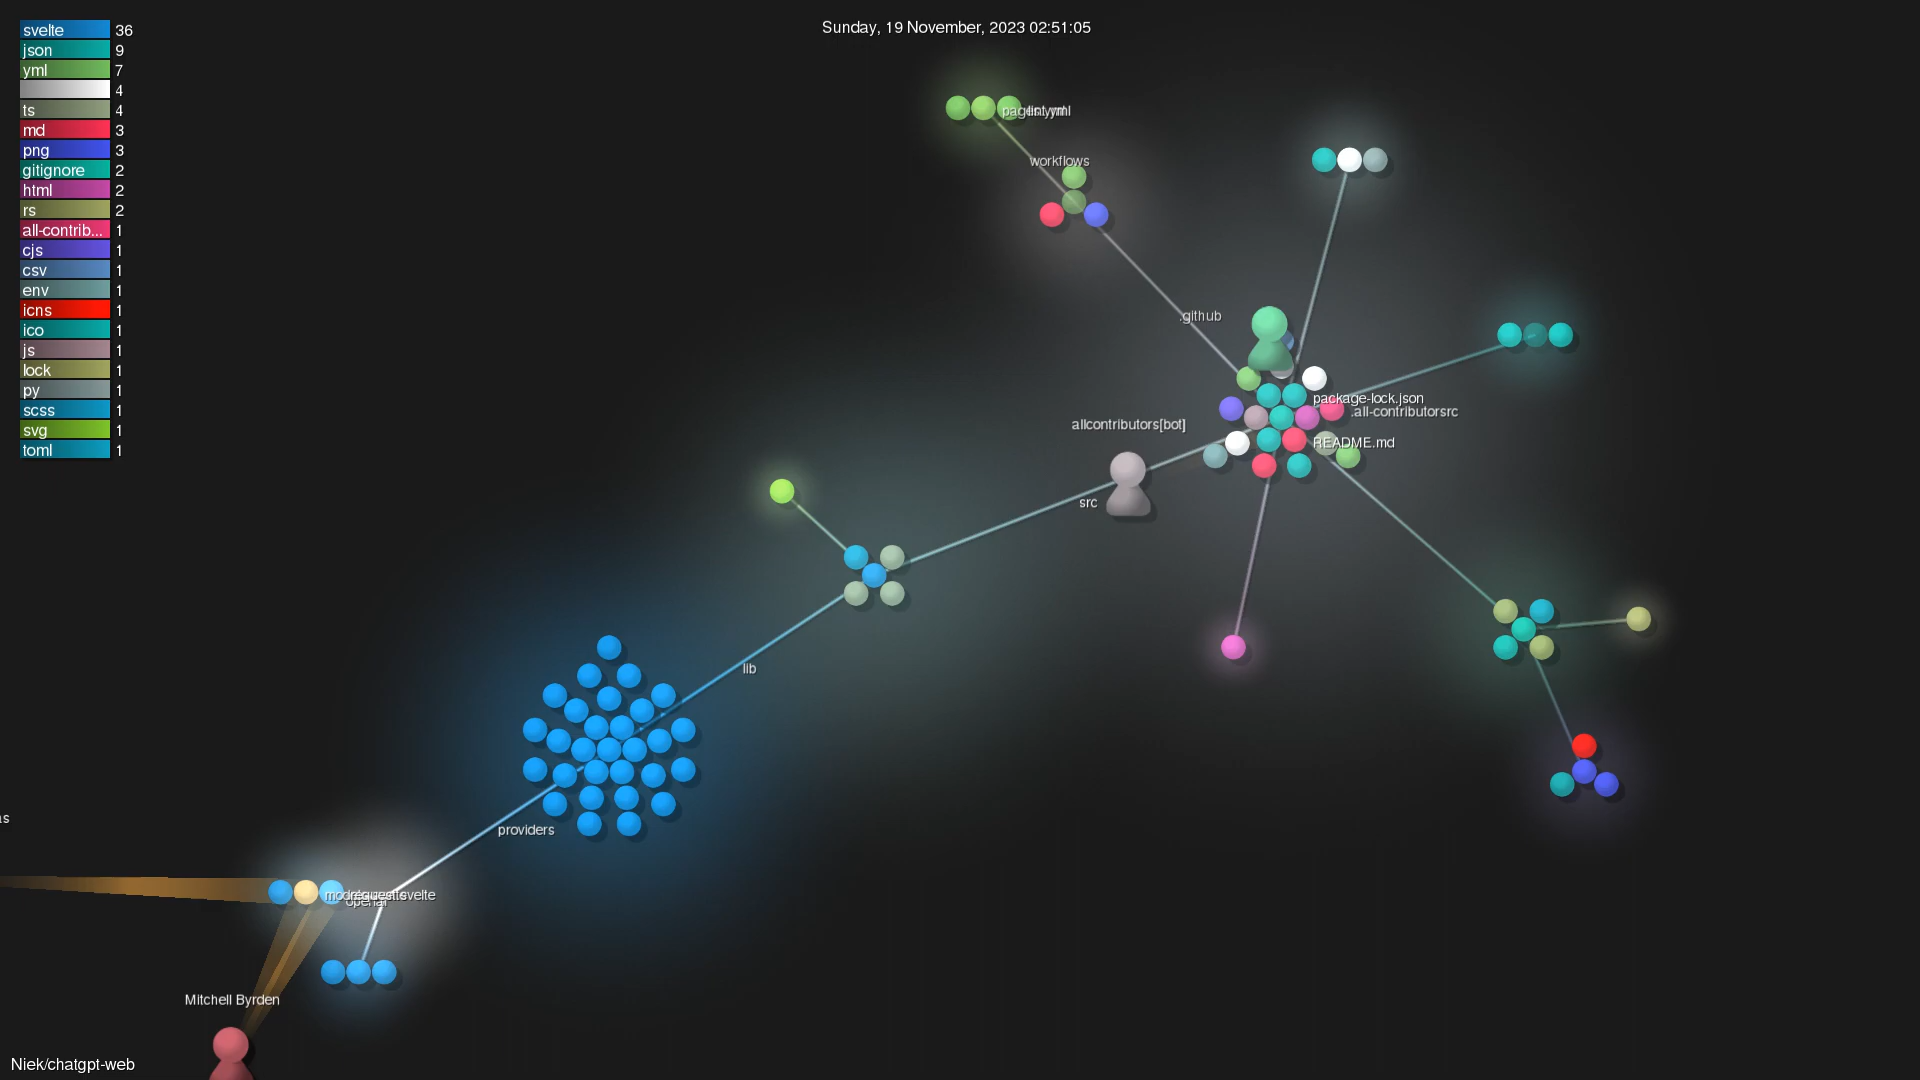 Sunday, 19 November, 2023 02:51:05
svelte 36
json 9
yml 7
4
ts 4
md 3
png 3
gitignore 2
html 2
rs 2
all-contrib... 1
cjs 1
csv 1
env 1
icns 1
ico 1
js 1
lock 1
py 1
scss 1
svg 1
toml 1
workflows
.github
package-lock.json
.all-contributorsrc
allcontributors[bot]
README.md
src
lib
providers
Mitchell Byrden
Niek/chatgpt-web